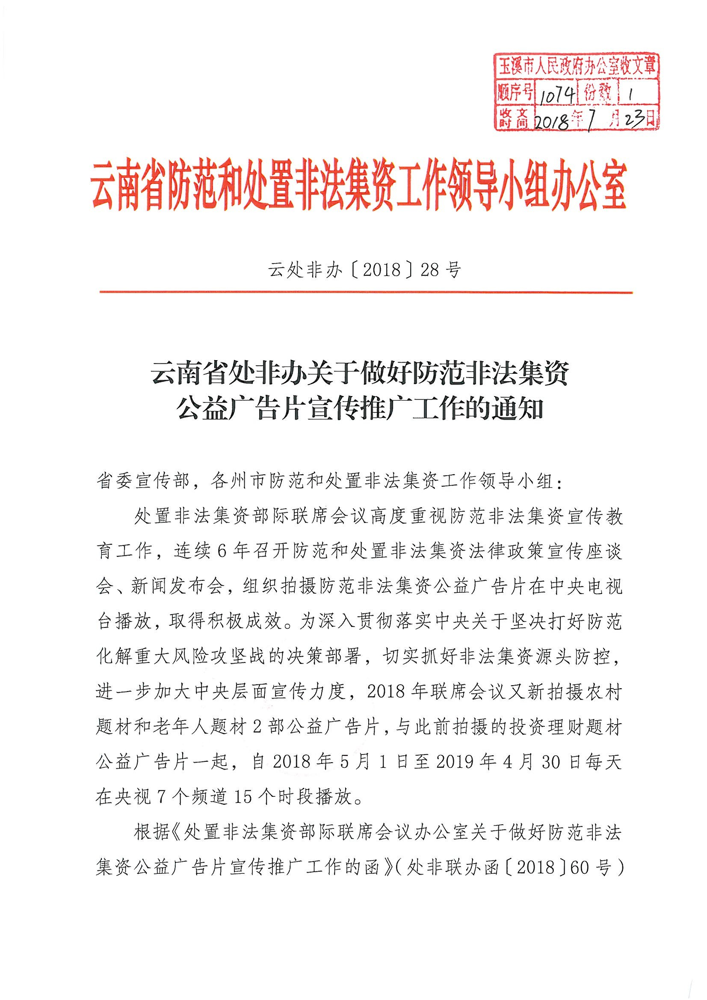 玉溪市人民政府办公室收文章
顺序号 1074 份数 1
收文时间 2018年7月23日
云南省防范和处置非法集资工作领导小组办公室
云处非办〔2018〕28号
云南省处非办关于做好防范非法集资
公益广告片宣传推广工作的通知
省委宣传部，各州市防范和处置非法集资工作领导小组：
处置非法集资部际联席会议高度重视防范非法集资宣传教
育工作，连续6年召开防范和处置非法集资法律政策宣传座谈
会、新闻发布会，组织拍摄防范非法集资公益广告片在中央电视
台播放，取得积极成效。为深入贯彻落实中央关于坚决打好防范
化解重大风险攻坚战的决策部署，切实抓好非法集资源头防控，
进一步加大中央层面宣传力度，2018年联席会议又新拍摄农村
题材和老年人题材2部公益广告片，与此前拍摄的投资理财题材
公益广告片一起，自2018年5月1日至2019年4月30日每天
在央视7个频道15个时段播放。
根据《处置非法集资部际联席会议办公室关于做好防范非法
集资公益广告片宣传推广工作的函》（处非联办函〔2018〕60号）